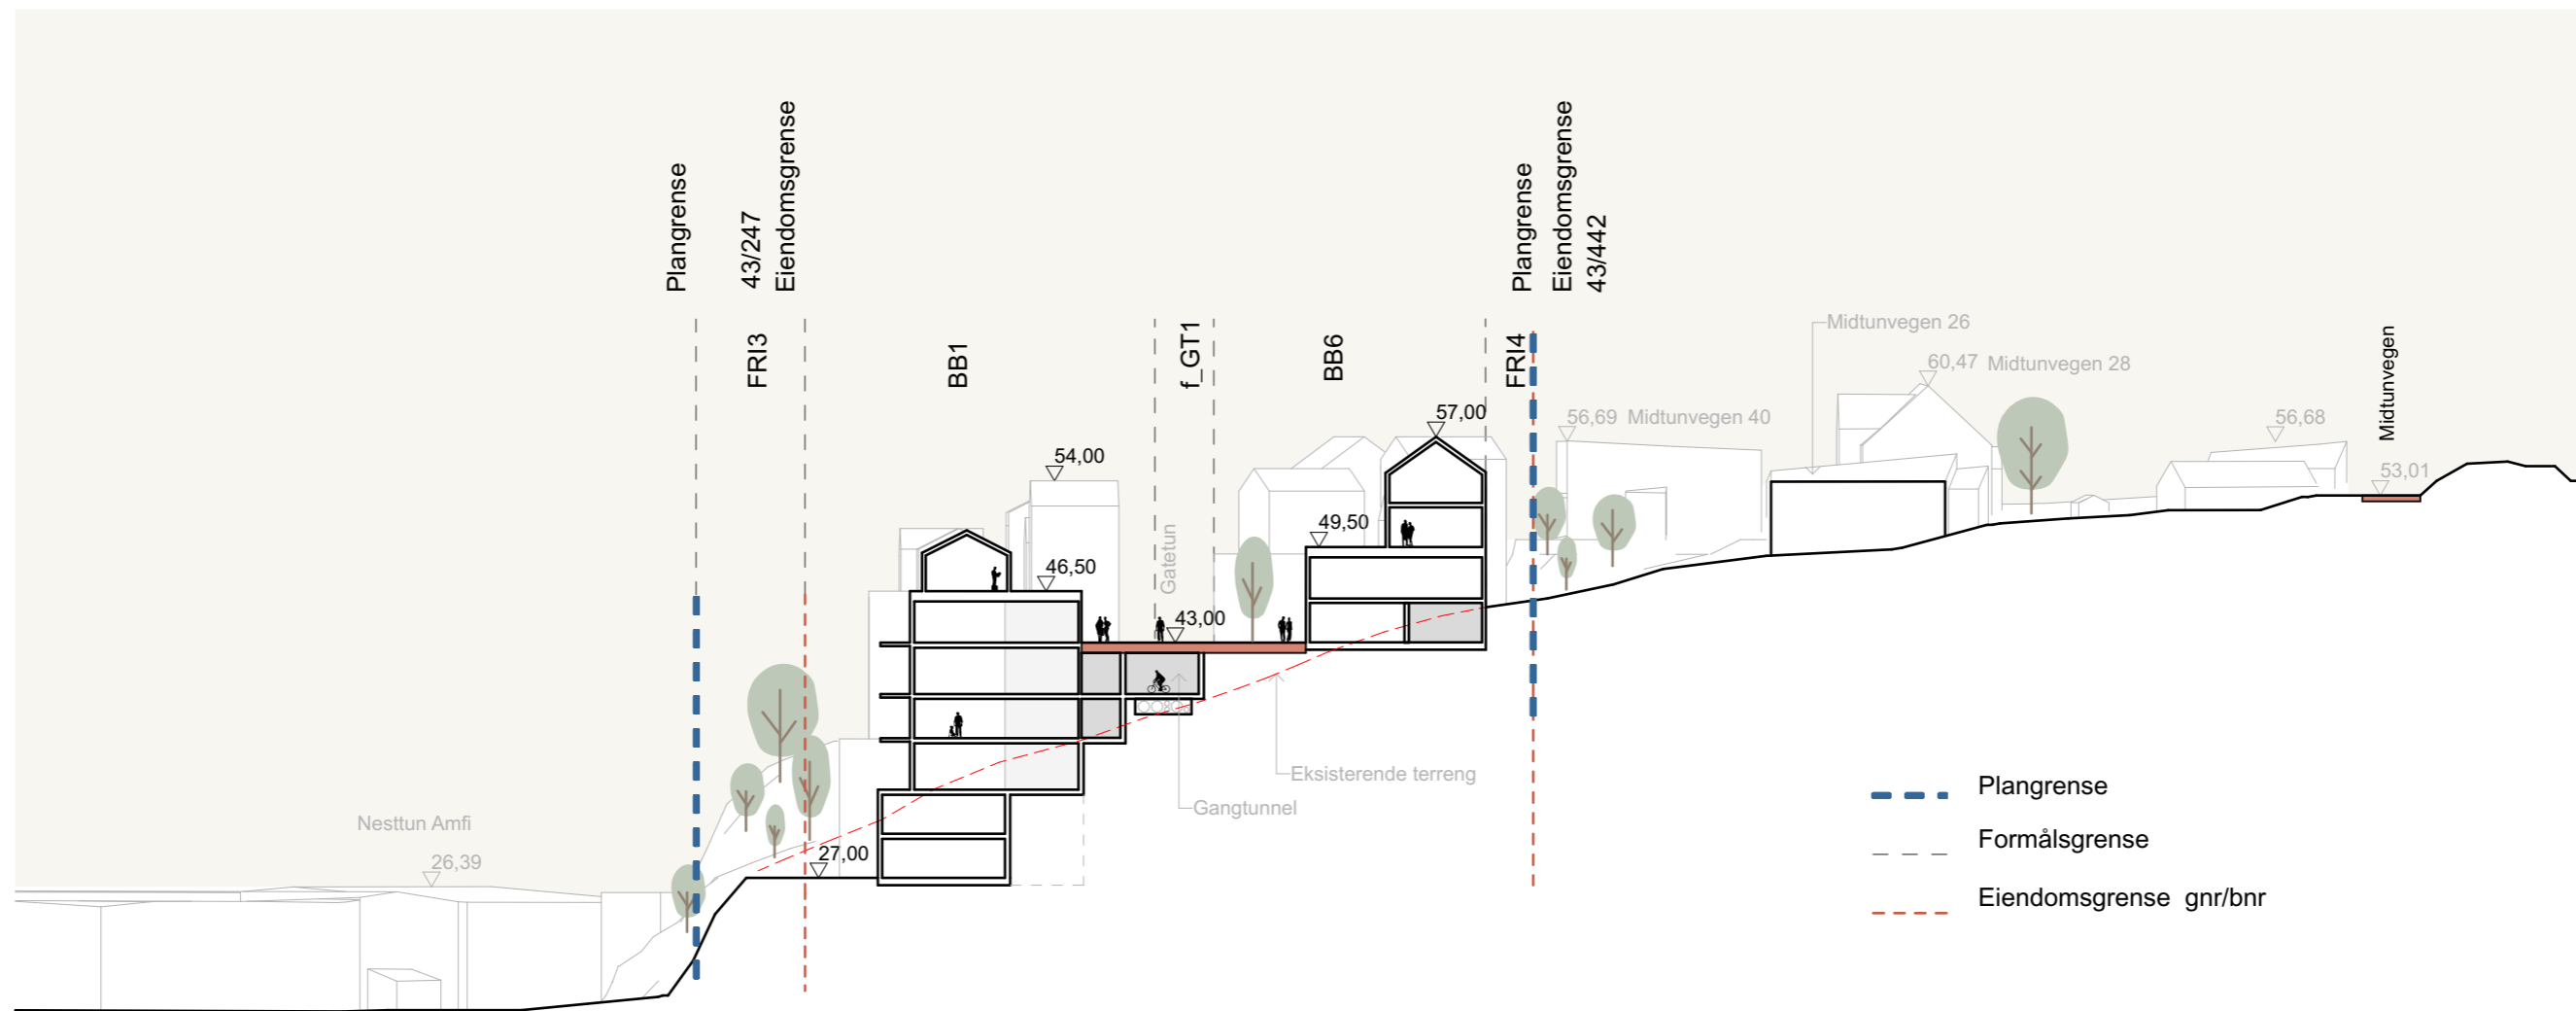 Plangrense
43/247
Eiendomsgrense
Plangrense
Eiendomsgrense
43/442
FRI3
BB1
f_GT1
BB6
FRI4
Midtunvegen 26
60,47 Midtunvegen 28
Midtunvegen
57,00
56,69 Midtunvegen 40
56,68
54,00
53,01
49,50
46,50
Gatetun
43,00
Eksisterende terreng
Gangtunnel
Nesttun Amfi
26,39
27,00
Plangrense
Formålsgrense
Eiendomsgrense gnr/bnr